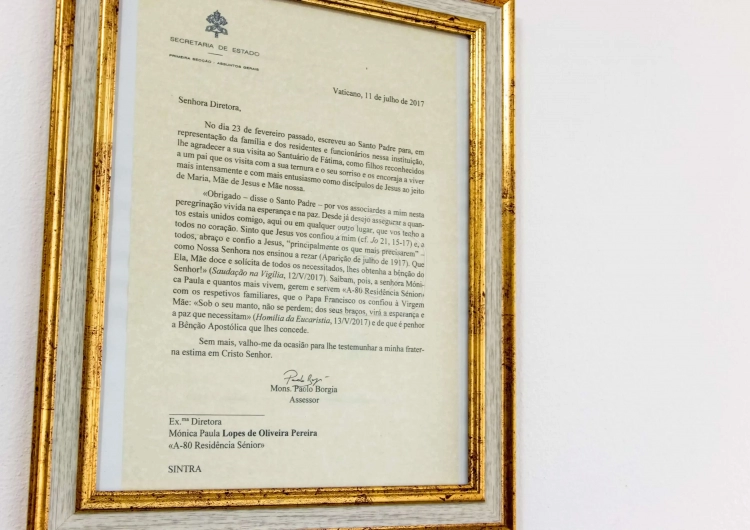 SECRETARIA DE ESTADO
PRIMEIRA SECÇÃO - ASSUNTOS GERAIS
Vaticano, 11 de julho de 2017
Senhora Diretora,
No dia 23 de fevereiro passado, escreveu ao Santo Padre para, em
representação da família e dos residentes e funcionários nessa instituição,
lhe agradecer a sua visita ao Santuário de Fátima, como filhos reconhecidos
a um pai que os visita com a sua ternura e o seu sorriso e os encoraja a viver
mais intensamente e com mais entusiasmo como discípulos de Jesus ao jeito
de Maria, Mãe de Jesus e Mãe nossa.
«Obrigado – disse o Santo Padre – por vos associardes a mim nesta
peregrinação vivida na esperança e na paz. Desde já desejo assegurar a quan-
tos estais unidos comigo, aqui ou em qualquer outro lugar, que vos tenho a
todos no coração. Sinto que Jesus vos confiou a mim (cf. Jo 21, 15-17) e, a
todos, abraço e confio a Jesus, "principalmente os que mais precisarem" –
como Nossa Senhora nos ensinou a rezar (Aparição de julho de 1917). Que
Ela, Mãe doce e solícita de todos os necessitados, lhes obtenha a bênção do
Senhor!» (Saudação na Vigília, 12/V/2017). Saibam, pois, a senhora Móni-
ca Paula e quantos mais vivem, gerem e servem «A-80 Residência Sénior»
com os respetivos familiares, que o Papa Francisco os confiou à Virgem
Mãe: «Sob o seu manto, não se perdem; dos seus braços, virá a esperança e
a paz que necessitam» (Homilia da Eucaristia, 13/V/2017) e de que é penhor
a Bênção Apostólica que lhes concede.
Sem mais, valho-me da ocasião para lhe testemunhar a minha frater-
na estima em Cristo Senhor.
Paolo Borgia
Mons. Paolo Borgia
Assessor
Ex.ma Diretora
Mónica Paula Lopes de Oliveira Pereira
«A-80 Residência Sénior»
SINTRA